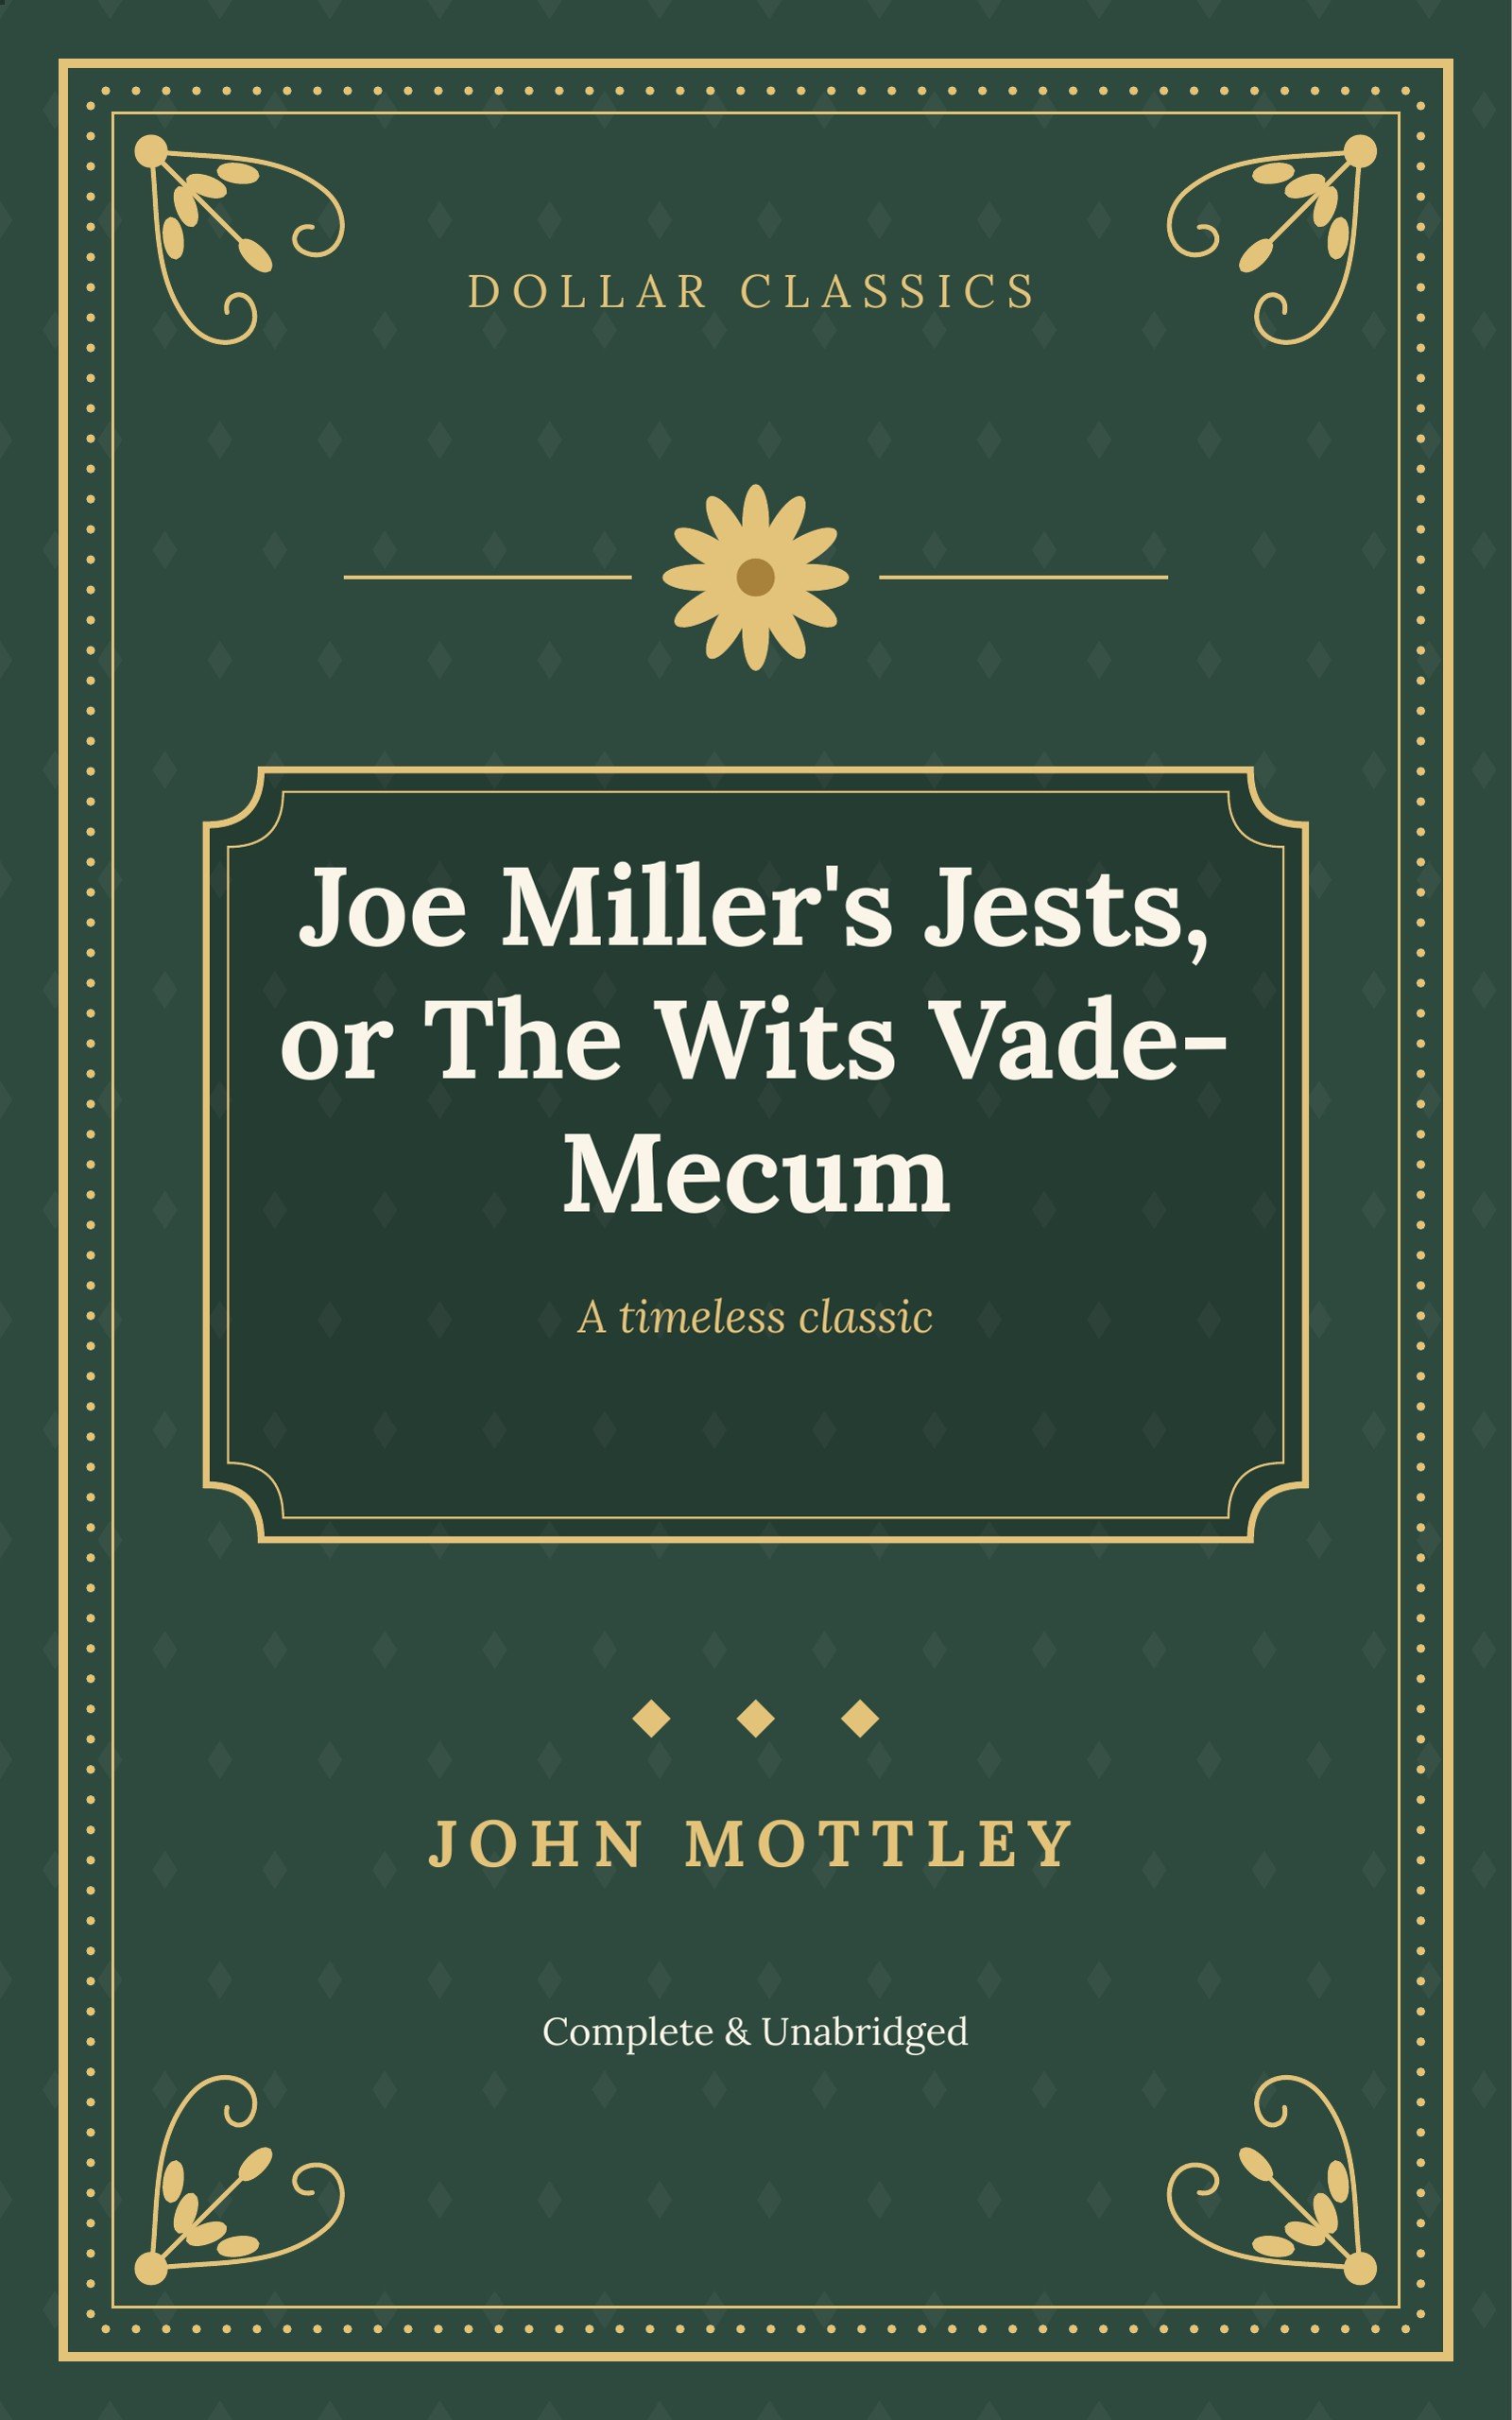 DOLLAR CLASSICS
Joe Miller's Jests,
or The Wits Vade-
Mecum
A timeless classic
JOHN MOTTLEY
Complete & Unabridged